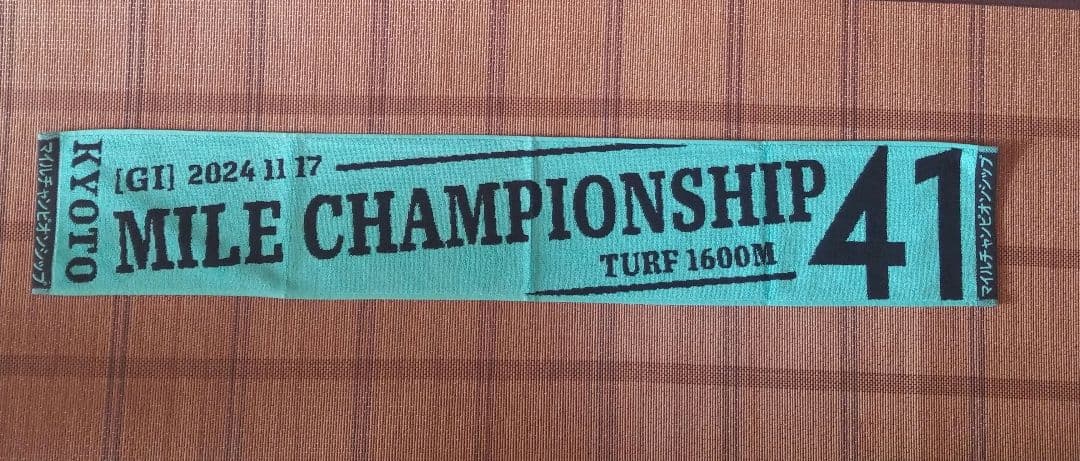 マイルチャンピオンシップ
KYOTO
[GI] 2024 11 17
MILE CHAMPIONSHIP
TURF 1600M
41
マイルチャンピオンシップ